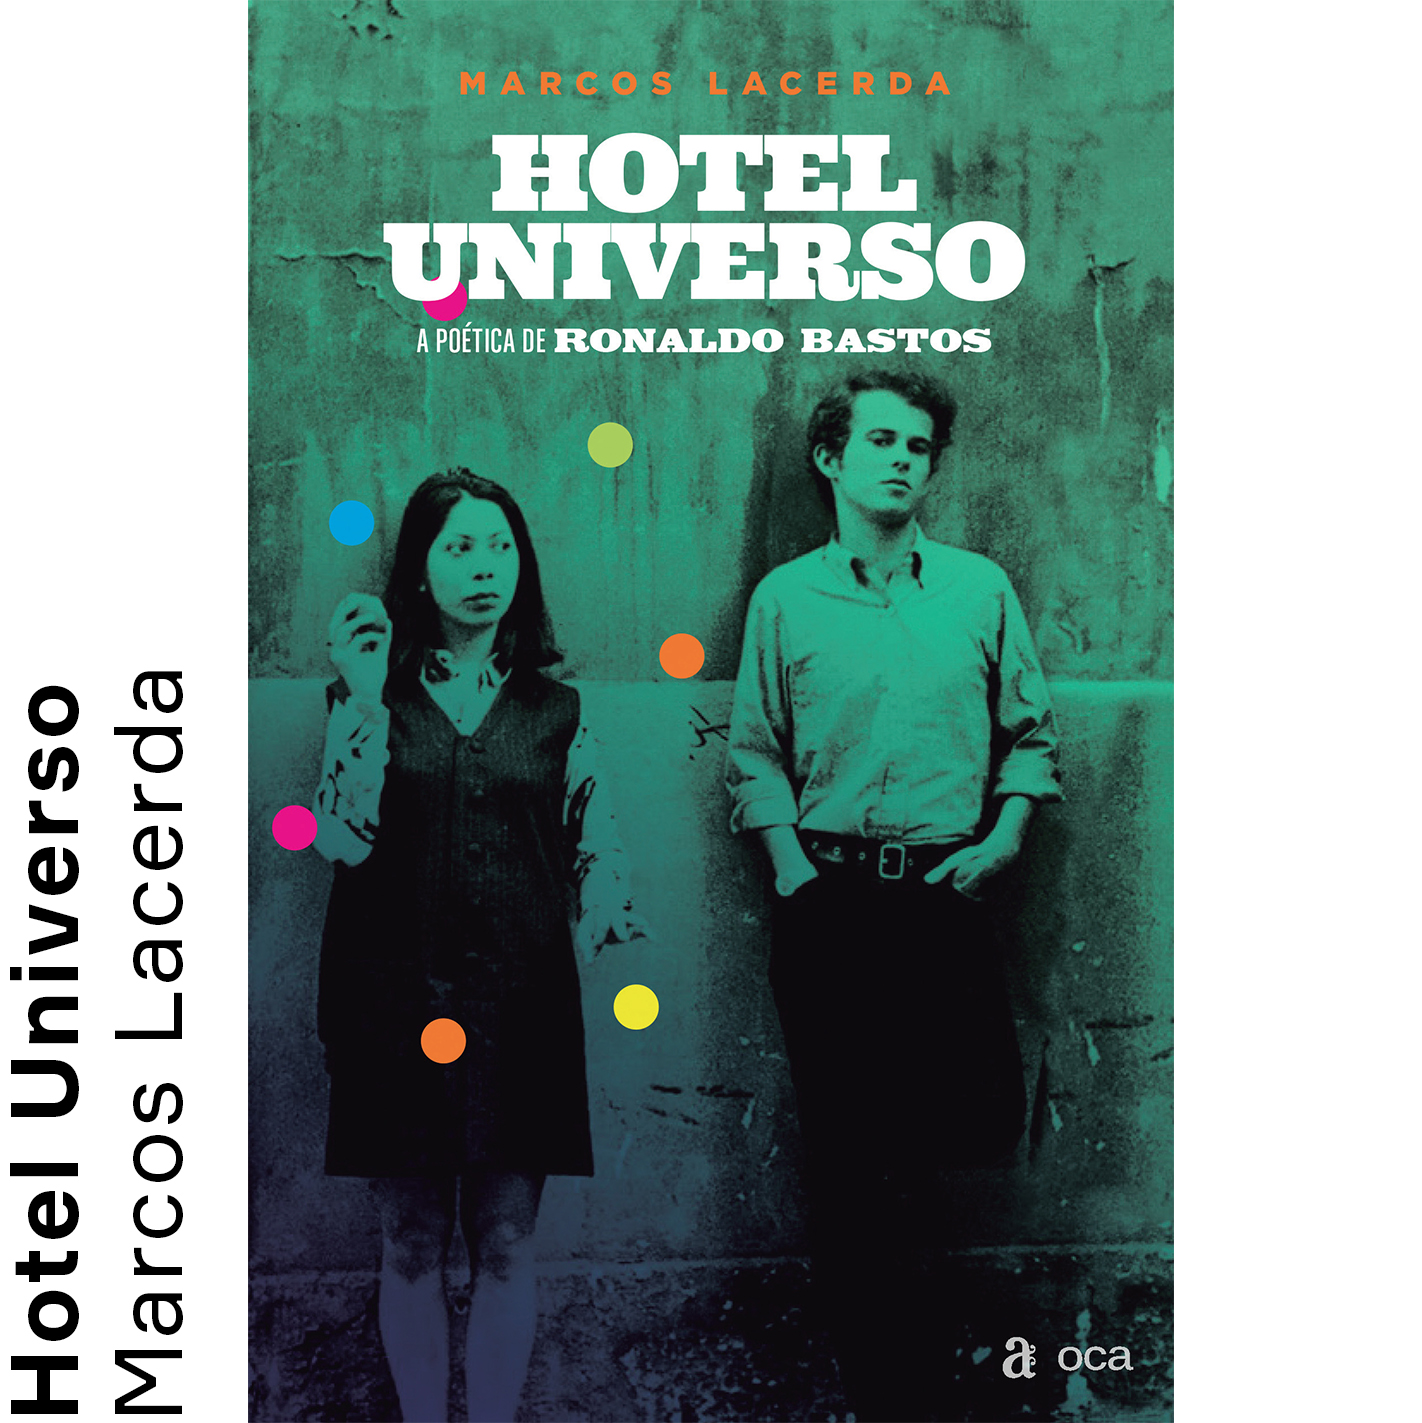 Hotel Universo
Marcos Lacerda
MARCOS LACERDA
HOTEL
UNIVERSO
A POÉTICA DE RONALDO BASTOS
a oca